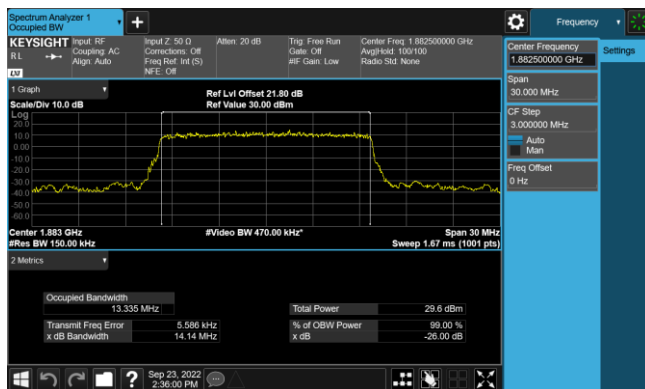 Spectrum Analyzer 1
Occupied BW
Frequency
KEYSIGHT
RL
LXI
Input: RF
Coupling: AC
Align: Auto
Input Z: 50 Ω
Corrections: Off
Freq Ref: Int (S)
NFE: Off
Atten: 20 dB
Trig: Free Run
Gate: Off
#IF Gain: Low
Center Freq: 1.882500000 GHz
Avg|Hold: 100/100
Radio Std: None
Center Frequency
1.882500000 GHz
Settings
Span
30.000 MHz
CF Step
3.000000 MHz
Auto
Man
Freq Offset
0 Hz
1 Graph
Scale/Div 10.0 dB
Ref Lvl Offset 21.80 dB
Ref Value 30.00 dBm
Log
20.0
10.0
0.00
-10.0
-20.0
-30.0
-40.0
-50.0
-60.0
Center 1.883 GHz
#Res BW 150.00 kHz
#Video BW 470.00 kHz*
Span 30 MHz
Sweep 1.67 ms (1001 pts)
2 Metrics
Occupied Bandwidth
13.335 MHz
Transmit Freq Error 5.586 kHz
x dB Bandwidth 14.14 MHz
Total Power 29.6 dBm
% of OBW Power 99.00 %
x dB -26.00 dB
?
Sep 23, 2022
2:36:00 PM